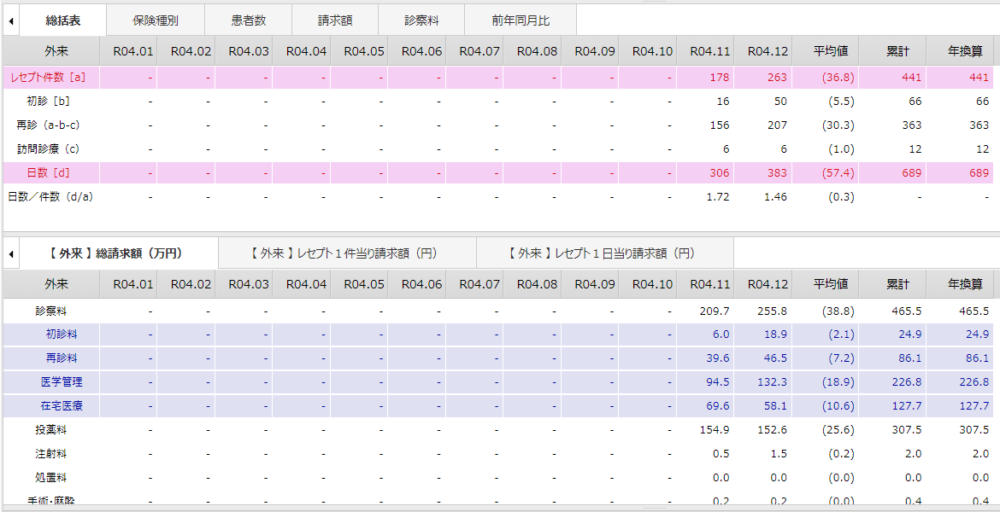 総括表 保険種別 患者数 請求額 診察料 前年同月比
外来 R04.01 R04.02 R04.03 R04.04 R04.05 R04.06 R04.07 R04.08 R04.09 R04.10 R04.11 R04.12 平均値 累計 年換算
レセプト件数［a］ - - - - - - - - - - 178 263 (36.8) 441 441
初診［b］ - - - - - - - - - - 16 50 (5.5) 66 66
再診（a-b-c） - - - - - - - - - - 156 207 (30.3) 363 363
訪問診療（c） - - - - - - - - - - 6 6 (1.0) 12 12
日数［d］ - - - - - - - - - - 306 383 (57.4) 689 689
日数／件数（d/a） - - - - - - - - - - 1.72 1.46 (0.3) - -
【 外来 】総請求額（万円） 【 外来 】レセプト１件当り請求額（円） 【 外来 】レセプト１日当り請求額（円）
外来 R04.01 R04.02 R04.03 R04.04 R04.05 R04.06 R04.07 R04.08 R04.09 R04.10 R04.11 R04.12 平均値 累計 年換算
診察料 - - - - - - - - - - 209.7 255.8 (38.8) 465.5 465.5
初診料 - - - - - - - - - - 6.0 18.9 (2.1) 24.9 24.9
再診料 - - - - - - - - - - 39.6 46.5 (7.2) 86.1 86.1
医学管理 - - - - - - - - - - 94.5 132.3 (18.9) 226.8 226.8
在宅医療 - - - - - - - - - - 69.6 58.1 (10.6) 127.7 127.7
投薬料 - - - - - - - - - - 154.9 152.6 (25.6) 307.5 307.5
注射料 - - - - - - - - - - 0.5 1.5 (0.2) 2.0 2.0
処置料 - - - - - - - - - - 0.0 0.0 (0.0) 0.0 0.0
手術・麻酔 - - - - - - - - - - 0.2 0.2 (0.0) 0.4 0.4